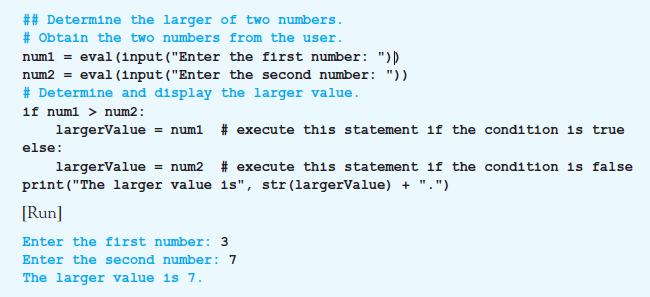 ## Determine the larger of two numbers.
# Obtain the two numbers from the user.
num1 = eval(input("Enter the first number: "))
num2 = eval(input("Enter the second number: "))
# Determine and display the larger value.
if num1 > num2:
    largerValue = num1  # execute this statement if the condition is true
else:
    largerValue = num2  # execute this statement if the condition is false
print("The larger value is", str(largerValue) + ".")
[Run]
Enter the first number: 3
Enter the second number: 7
The larger value is 7.